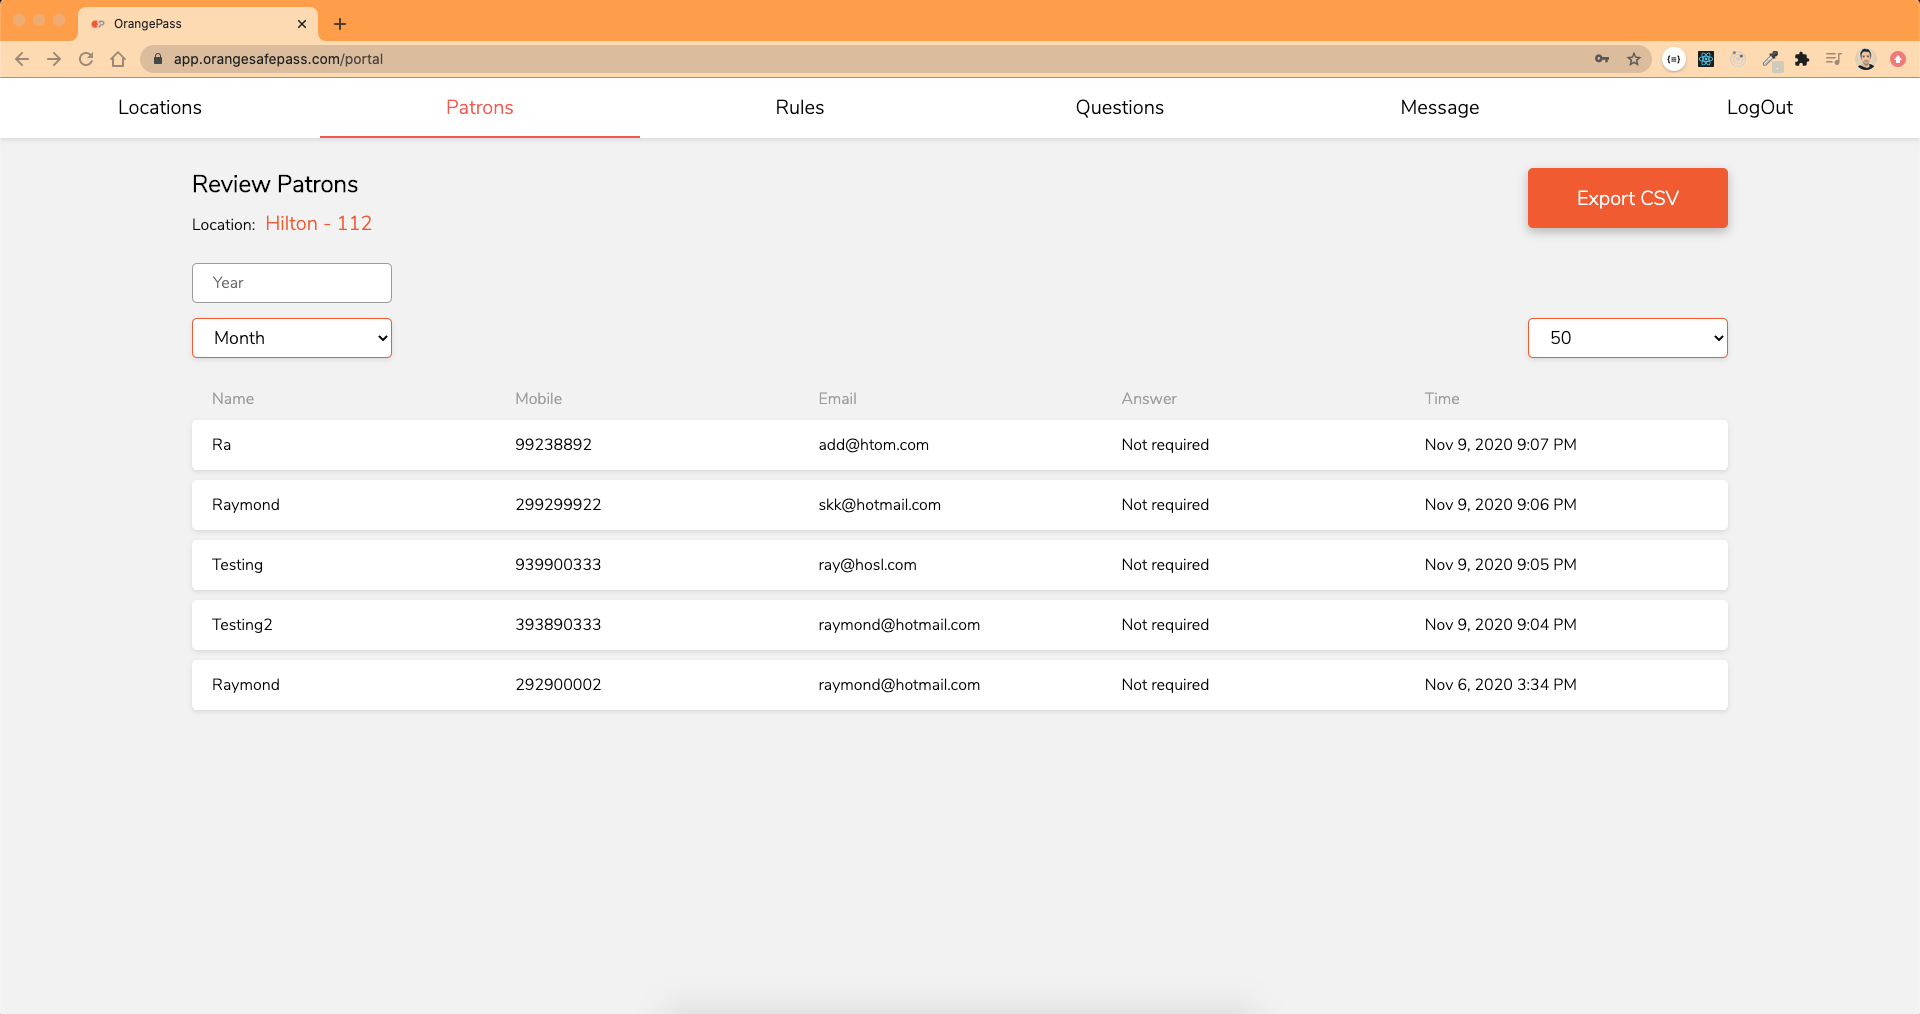 OrangePass
app.orangesafepass.com/portal
Locations Patrons Rules Questions Message LogOut
Review Patrons
Export CSV
Location: Hilton - 112
Year
Month 50
Name Mobile Email Answer Time
Ra 99238892 add@htom.com Not required Nov 9, 2020 9:07 PM
Raymond 299299922 skk@hotmail.com Not required Nov 9, 2020 9:06 PM
Testing 939900333 ray@hosl.com Not required Nov 9, 2020 9:05 PM
Testing2 393890333 raymond@hotmail.com Not required Nov 9, 2020 9:04 PM
Raymond 292900002 raymond@hotmail.com Not required Nov 6, 2020 3:34 PM